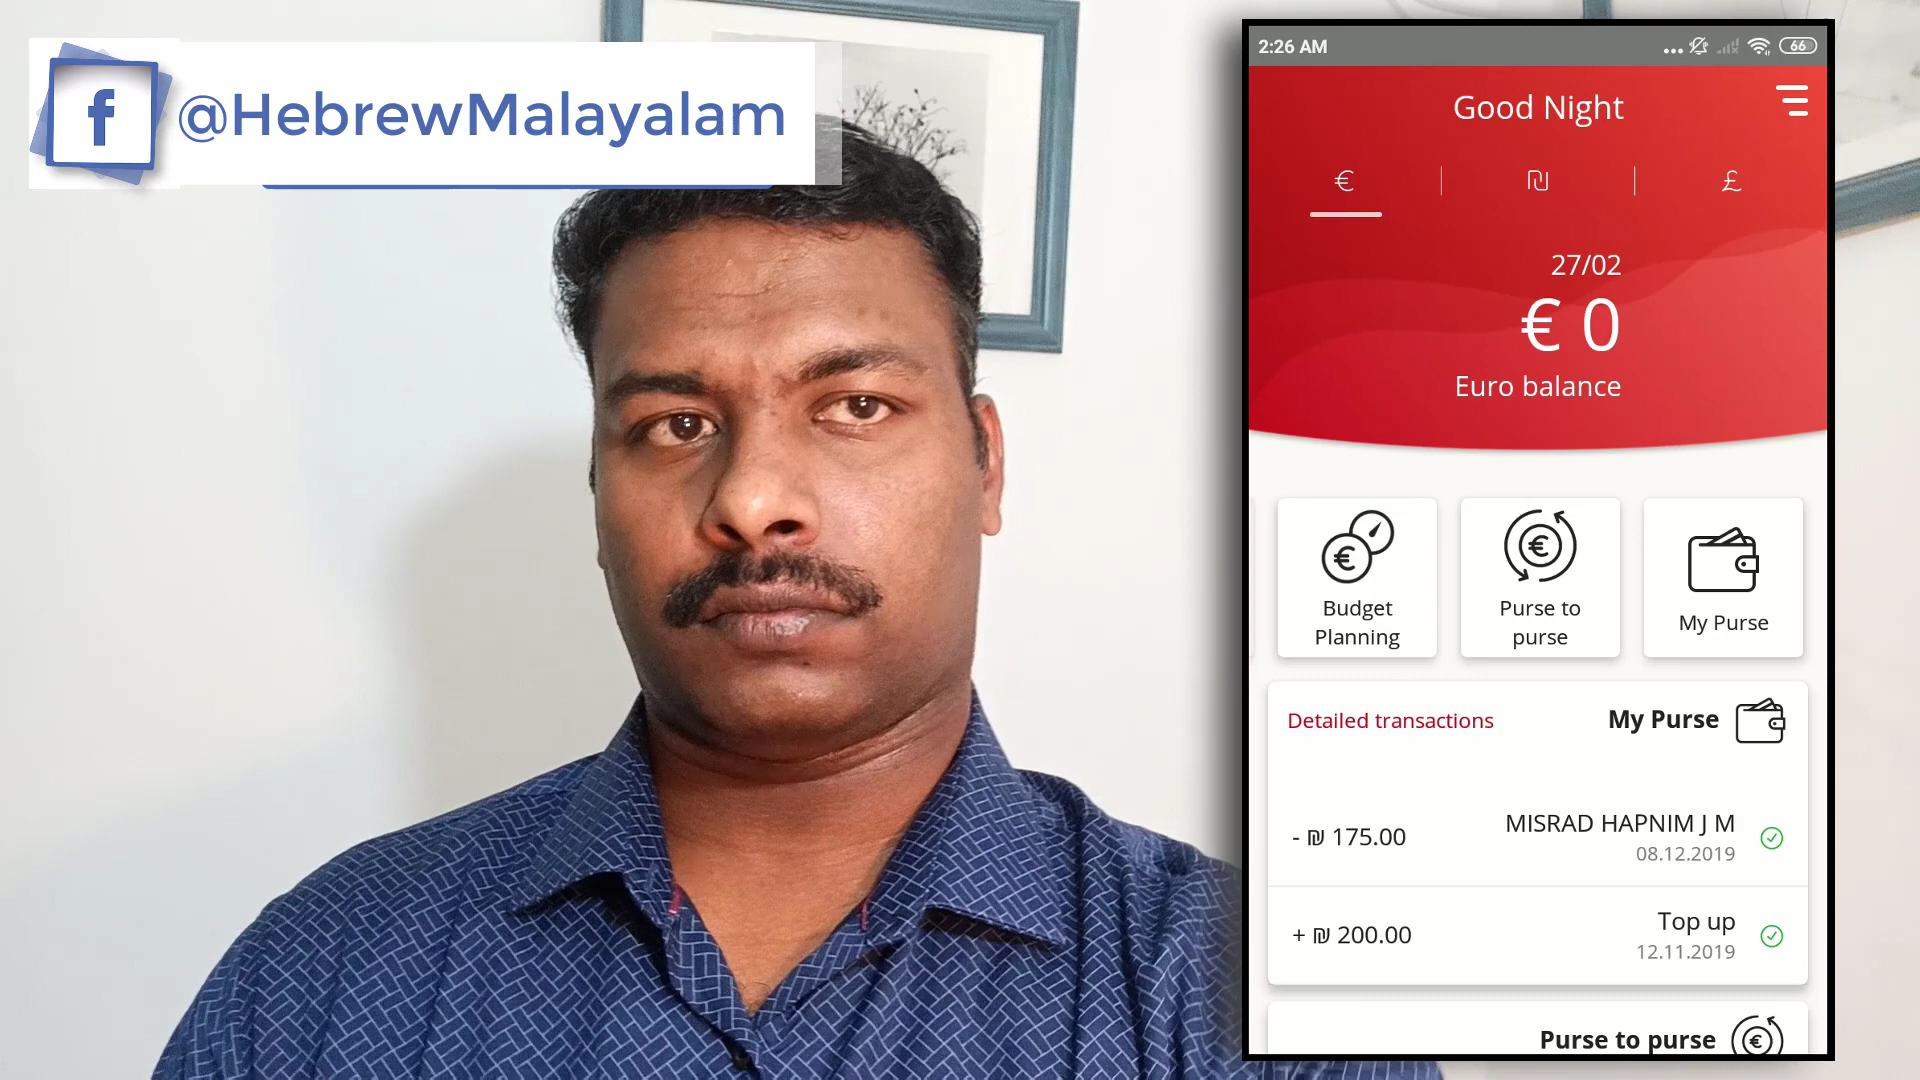 f @HebrewMalayalam
2:26 AM
66
Good Night
€ ₪ £
27/02
€ 0
Euro balance
€
Budget
Planning
€
Purse to
purse
My Purse
Detailed transactions
My Purse
- ₪ 175.00
MISRAD HAPNIM J M
08.12.2019
+ ₪ 200.00
Top up
12.11.2019
Purse to purse
€